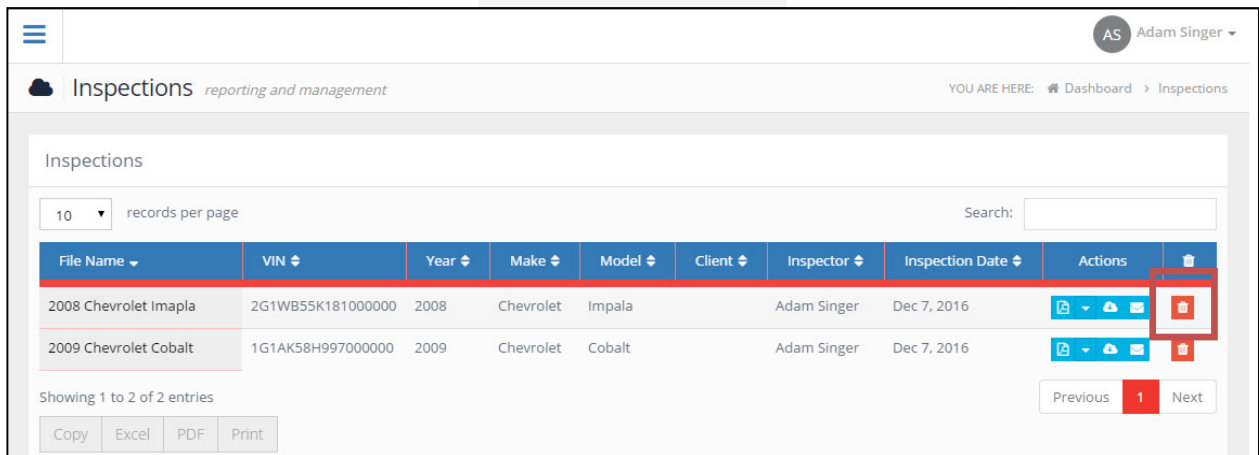 AS Adam Singer
Inspections reporting and management YOU ARE HERE: Dashboard > Inspections
Inspections
10 records per page Search:
File Name VIN Year Make Model Client Inspector Inspection Date Actions
2008 Chevrolet Imapla 2G1WB55K181000000 2008 Chevrolet Impala Adam Singer Dec 7, 2016
2009 Chevrolet Cobalt 1G1AK58H997000000 2009 Chevrolet Cobalt Adam Singer Dec 7, 2016
Showing 1 to 2 of 2 entries Previous 1 Next
Copy Excel PDF Print